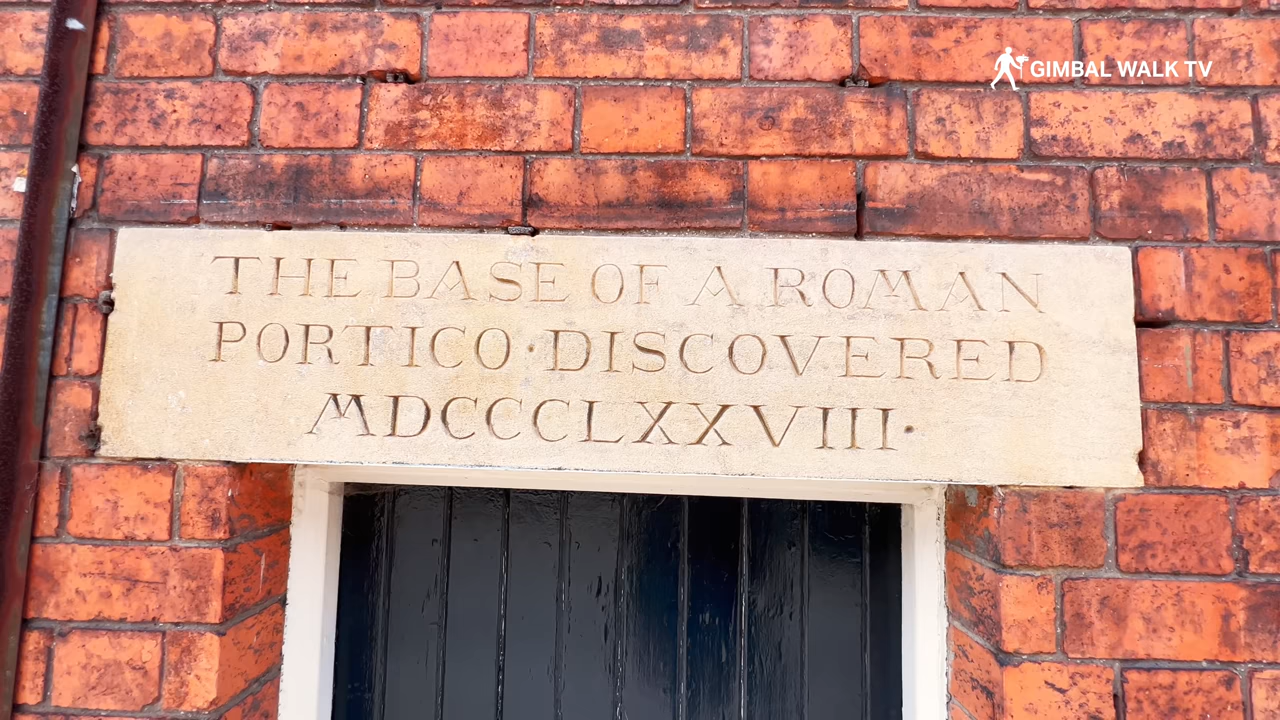 GIMBAL WALK TV
THE BASE OF A ROMAN
PORTICO · DISCOVERED
MDCCCLXXVIII ·